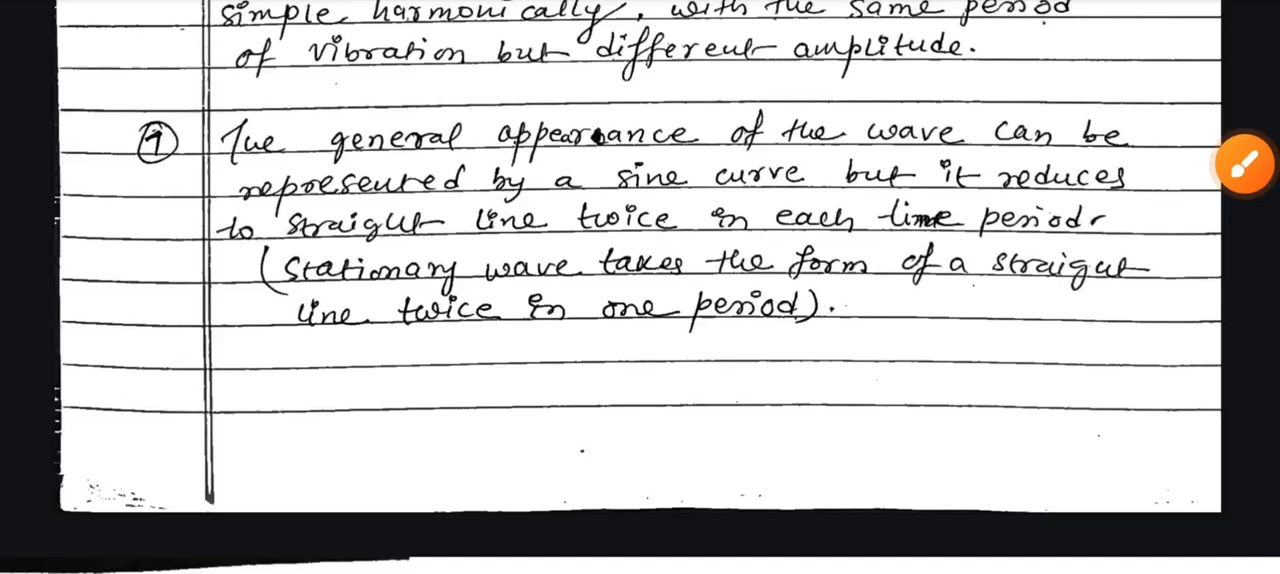 simple harmonically, with the same period
of vibration but different amplitude.
9 The general appearance of the wave can be
represented by a sine curve but it reduces
to straight line twice in each time period.
(Stationary wave takes the form of a straight
line twice in one period).